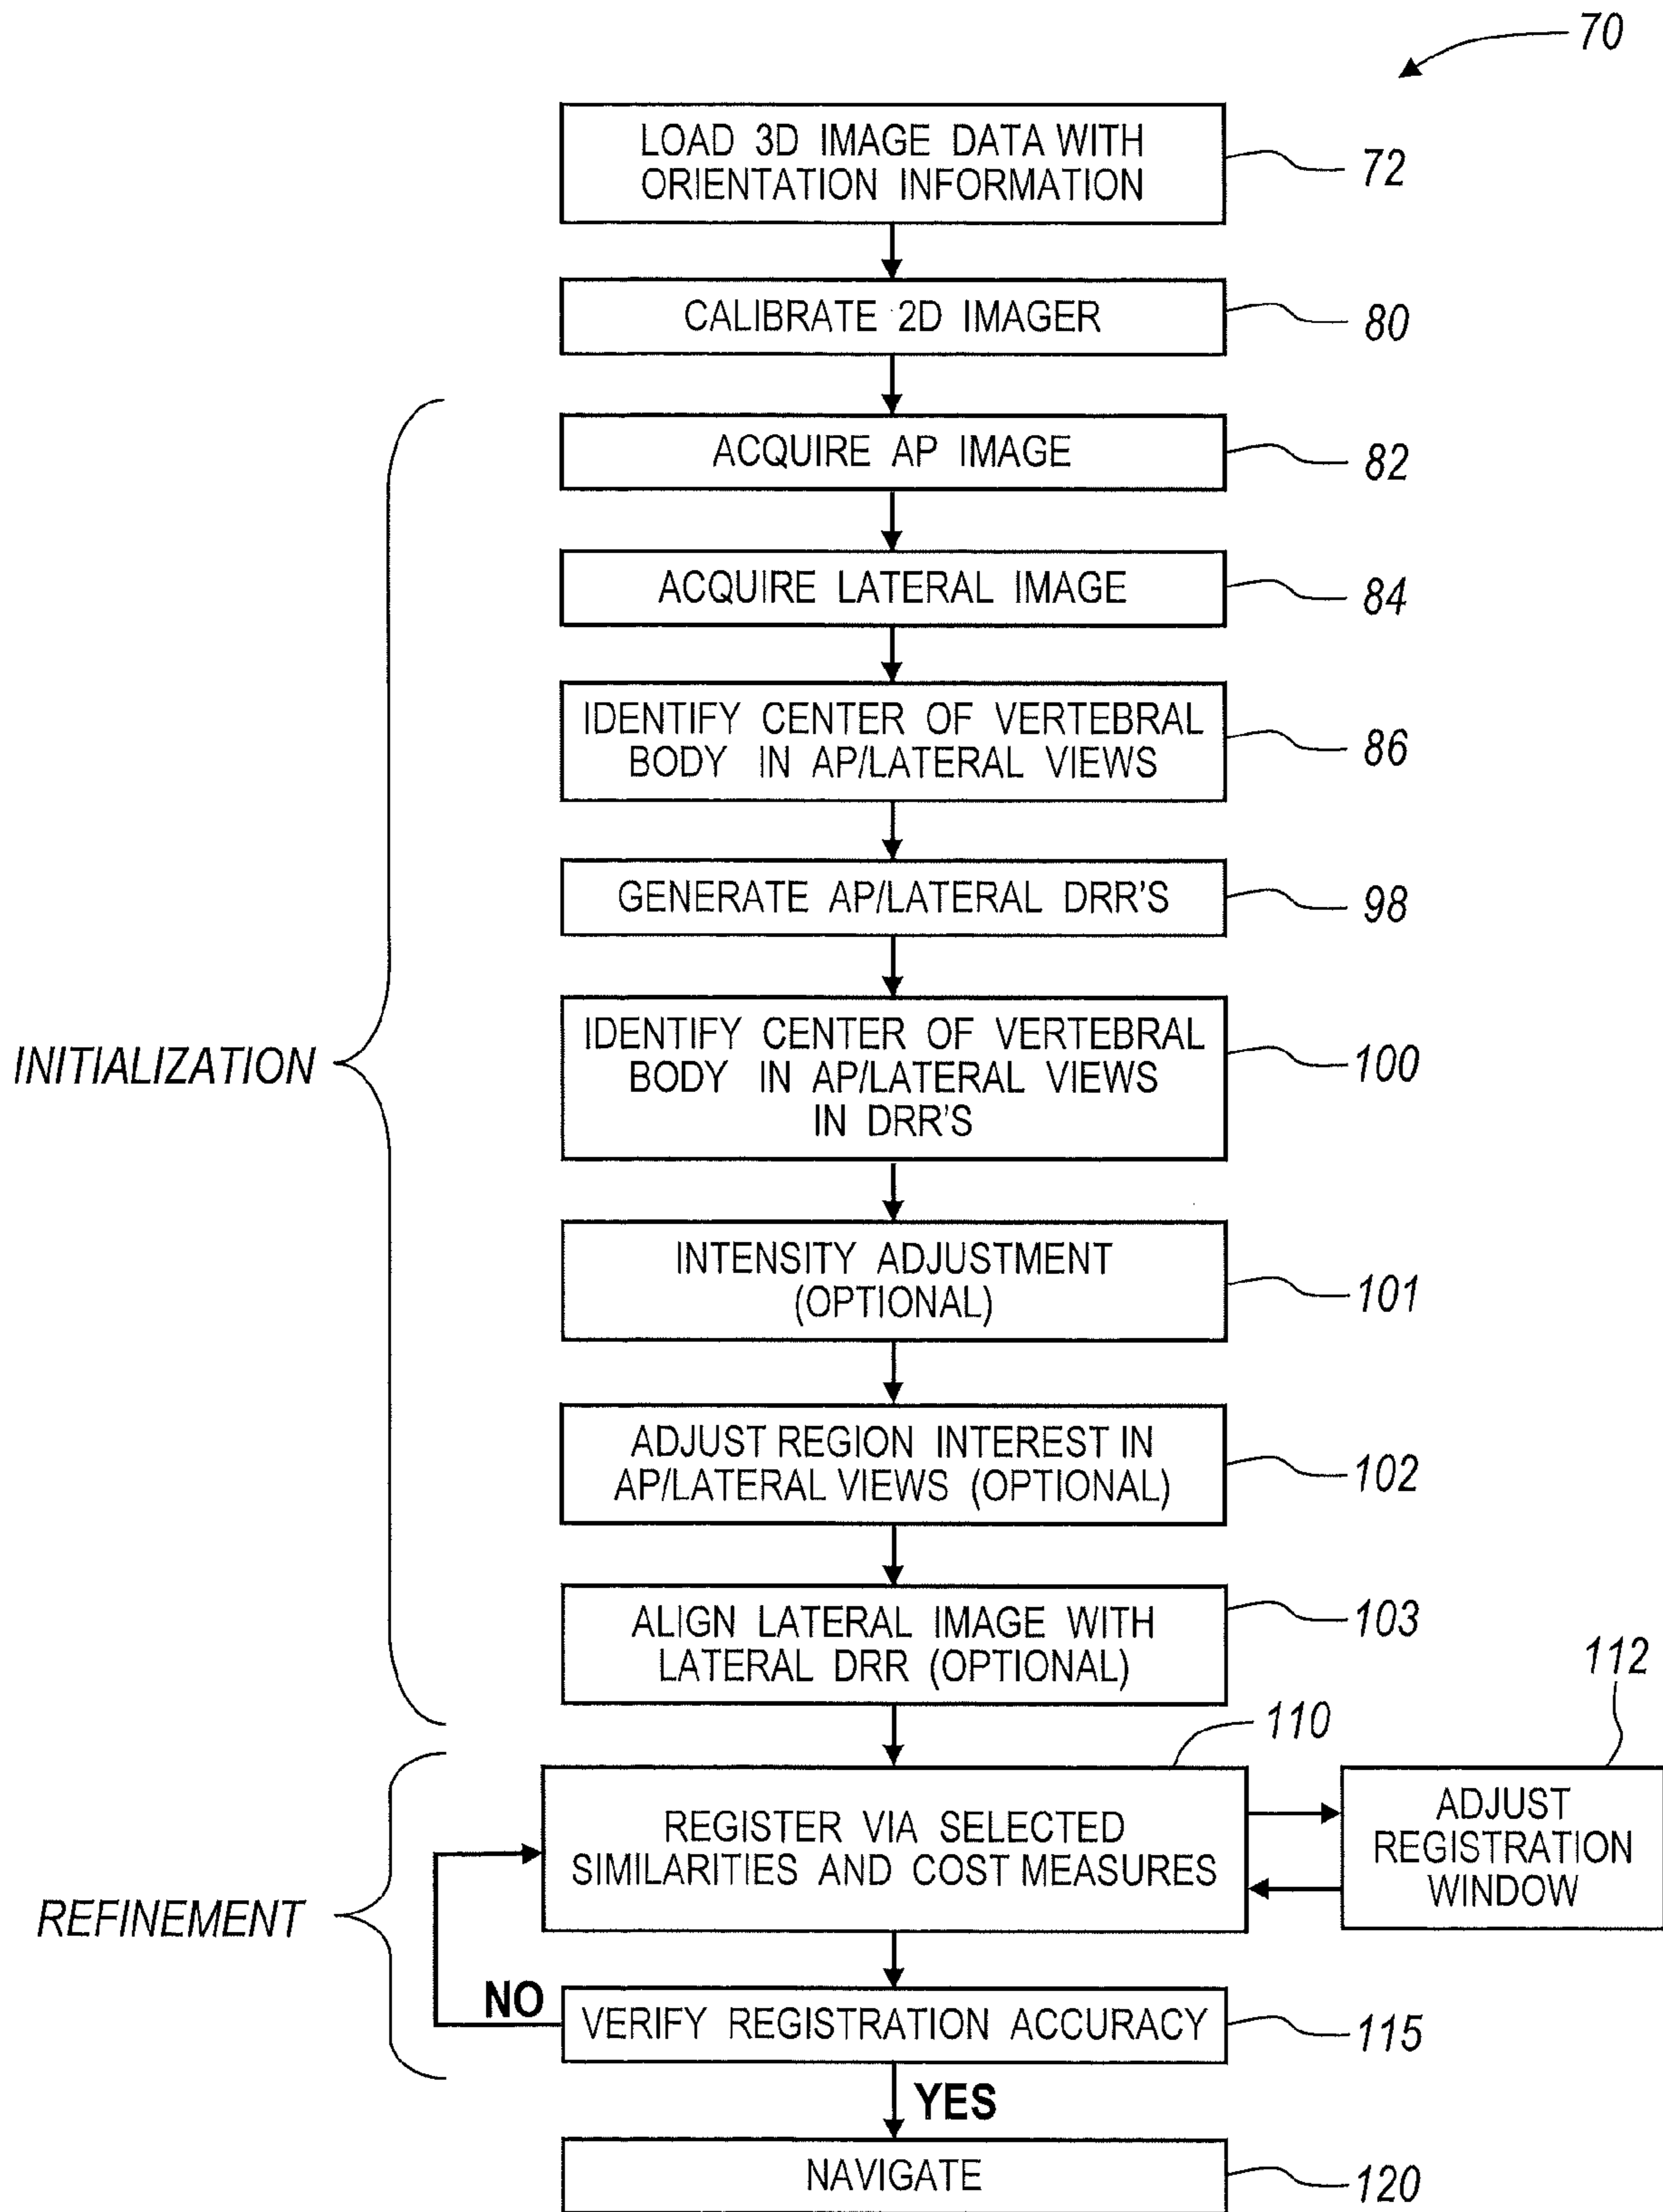 70
LOAD 3D IMAGE DATA WITH
ORIENTATION INFORMATION
72
CALIBRATE 2D IMAGER
80
ACQUIRE AP IMAGE
82
ACQUIRE LATERAL IMAGE
84
IDENTIFY CENTER OF VERTEBRAL
BODY IN AP/LATERAL VIEWS
86
GENERATE AP/LATERAL DRR'S
98
INITIALIZATION
IDENTIFY CENTER OF VERTEBRAL
BODY IN AP/LATERAL VIEWS
IN DRR'S
100
INTENSITY ADJUSTMENT
(OPTIONAL)
101
ADJUST REGION INTEREST IN
AP/LATERAL VIEWS (OPTIONAL)
102
ALIGN LATERAL IMAGE WITH
LATERAL DRR (OPTIONAL)
103
REFINEMENT
REGISTER VIA SELECTED
SIMILARITIES AND COST MEASURES
110
ADJUST
REGISTRATION
WINDOW
112
NO
VERIFY REGISTRATION ACCURACY
115
YES
NAVIGATE
120